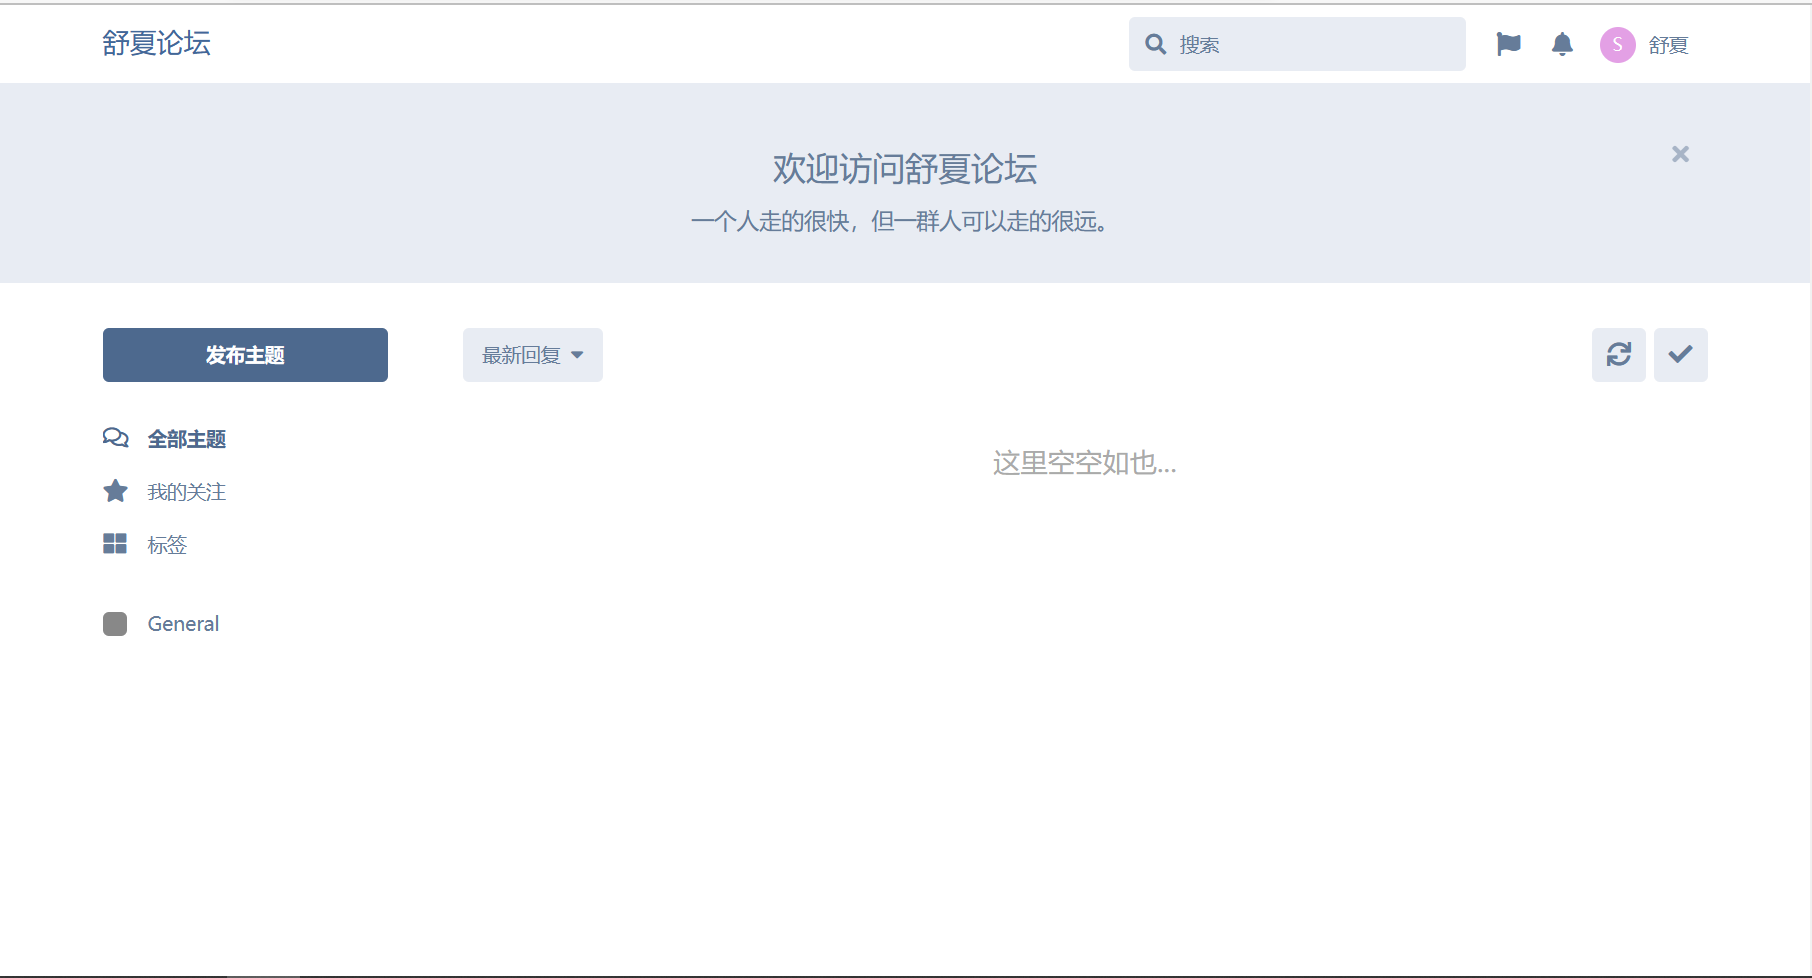 舒夏论坛
搜索
S
舒夏
欢迎访问舒夏论坛
一个人走的很快，但一群人可以走的很远。
发布主题
最新回复
全部主题
这里空空如也...
我的关注
标签
General